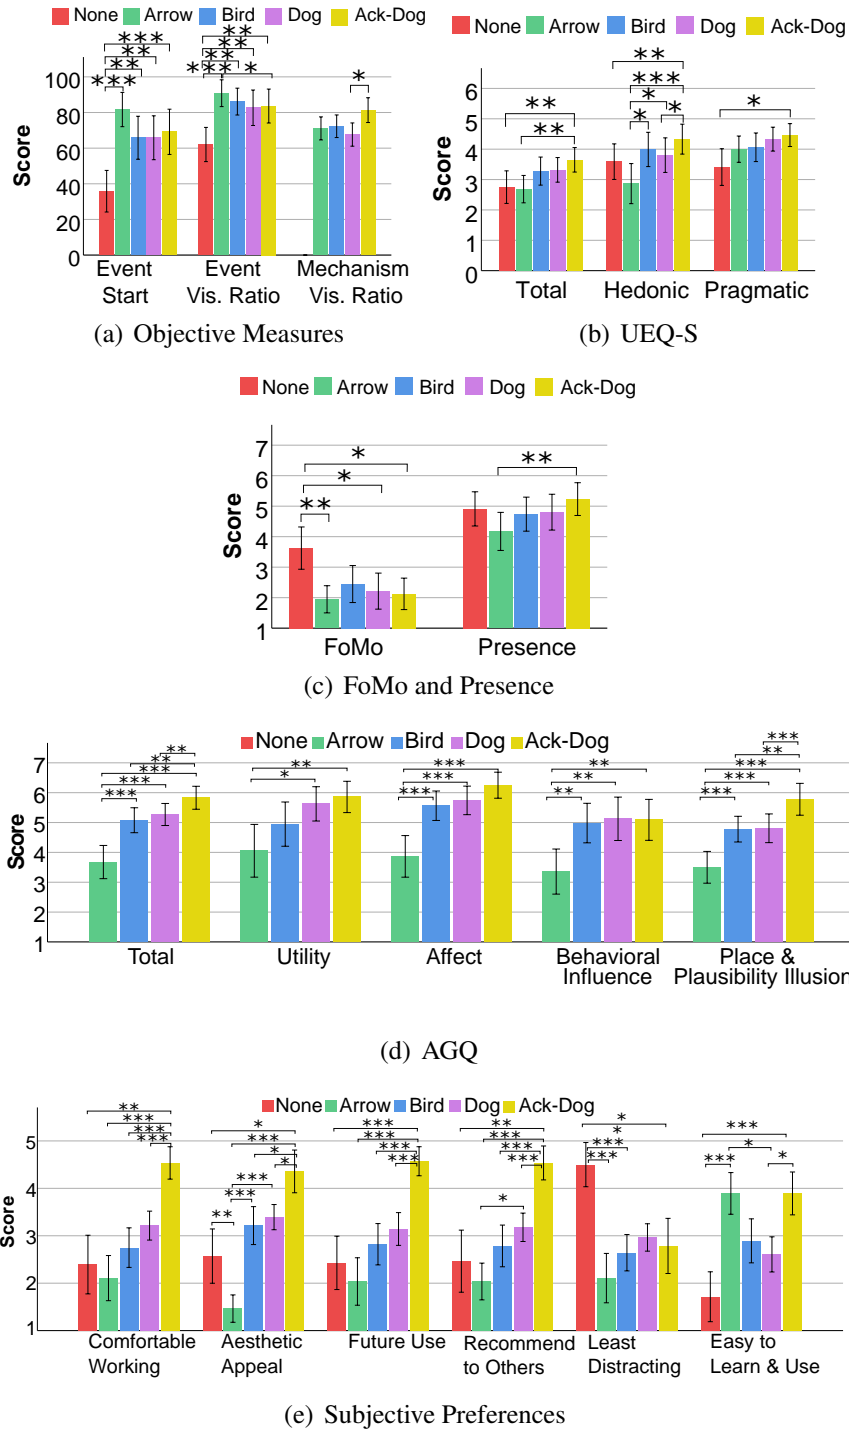 None Arrow Bird Dog Ack-Dog
*** ** ** *** *** ** ** ** ** * *
Score
100
80
60
40
20
0
Event Start
Event Vis. Ratio
Mechanism Vis. Ratio
(a) Objective Measures
None Arrow Bird Dog Ack-Dog
** ** ** *** * * * *
Score
6
5
4
3
2
1
0
Total Hedonic Pragmatic
(b) UEQ-S
None Arrow Bird Dog Ack-Dog
* * ** **
Score
7
6
5
4
3
2
1
FoMo Presence
(c) FoMo and Presence
None Arrow Bird Dog Ack-Dog
** ** *** *** ***
** *
*** *** ***
** ** **
*** ** *** *** ***
Score
7
6
5
4
3
2
1
Total Utility Affect Behavioral Influence Place & Plausibility Illusion
(d) AGQ
None Arrow Bird Dog Ack-Dog
** *** *** ***
* *** * * *** *** **
*** *** *** ***
** *** *** *** *
* * *** ***
*** * * ***
Score
5
4
3
2
1
Comfortable Working
Aesthetic Appeal
Future Use
Recommend to Others
Least Distracting
Easy to Learn & Use
(e) Subjective Preferences